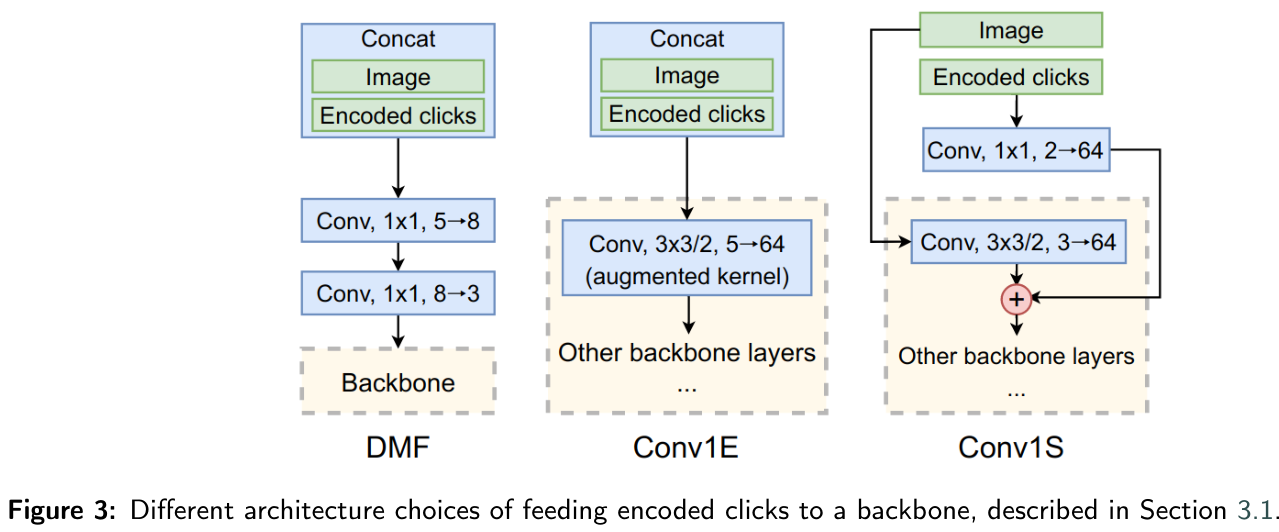 Concat
Image
Encoded clicks
Conv, 1x1, 5→8
Conv, 1x1, 8→3
Backbone
DMF
Concat
Image
Encoded clicks
Conv, 3x3/2, 5→64
(augmented kernel)
Other backbone layers
...
Conv1E
Image
Encoded clicks
Conv, 1x1, 2→64
Conv, 3x3/2, 3→64
+
Other backbone layers
...
Conv1S
Figure 3: Different architecture choices of feeding encoded clicks to a backbone, described in Section 3.1.